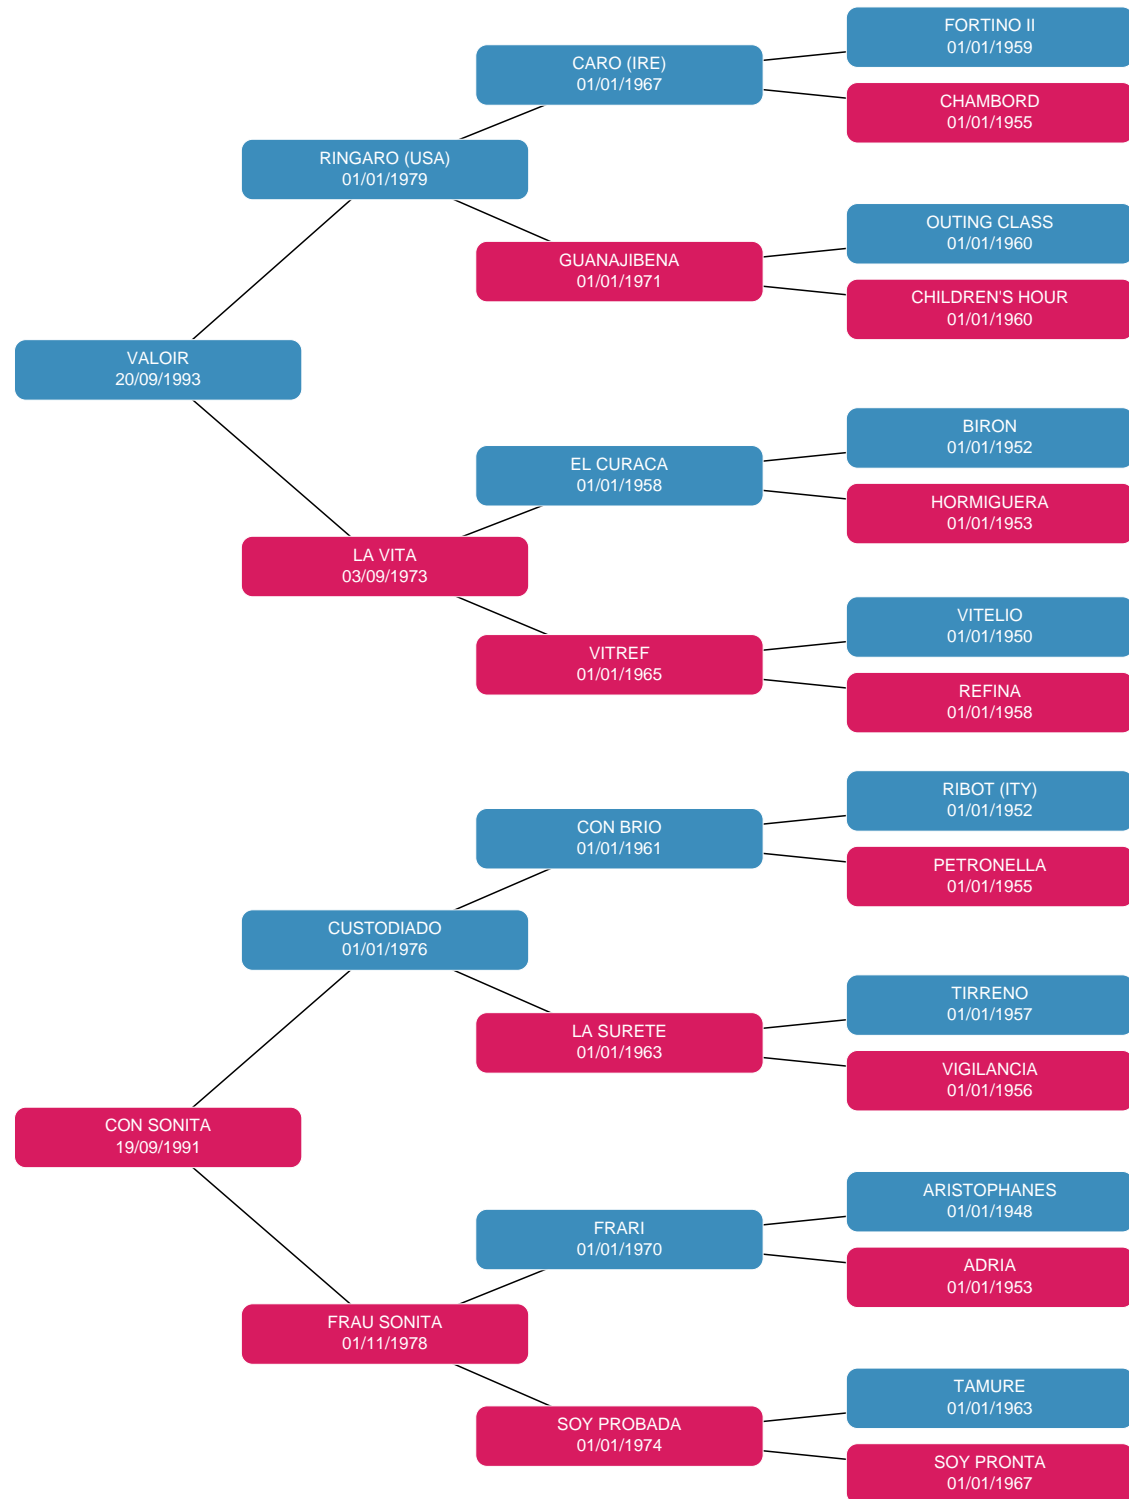 FORTINO II
01/01/1959
CARO (IRE)
01/01/1967
CHAMBORD
01/01/1955
RINGARO (USA)
01/01/1979
OUTING CLASS
01/01/1960
GUANAJIBENA
01/01/1971
CHILDREN'S HOUR
01/01/1960
VALOIR
20/09/1993
BIRON
01/01/1952
EL CURACA
01/01/1958
HORMIGUERA
01/01/1953
LA VITA
03/09/1973
VITELIO
01/01/1950
VITREF
01/01/1965
REFINA
01/01/1958
RIBOT (ITY)
01/01/1952
CON BRIO
01/01/1961
PETRONELLA
01/01/1955
CUSTODIADO
01/01/1976
TIRRENO
01/01/1957
LA SURETE
01/01/1963
VIGILANCIA
01/01/1956
CON SONITA
19/09/1991
ARISTOPHANES
01/01/1948
FRARI
01/01/1970
ADRIA
01/01/1953
FRAU SONITA
01/11/1978
TAMURE
01/01/1963
SOY PROBADA
01/01/1974
SOY PRONTA
01/01/1967